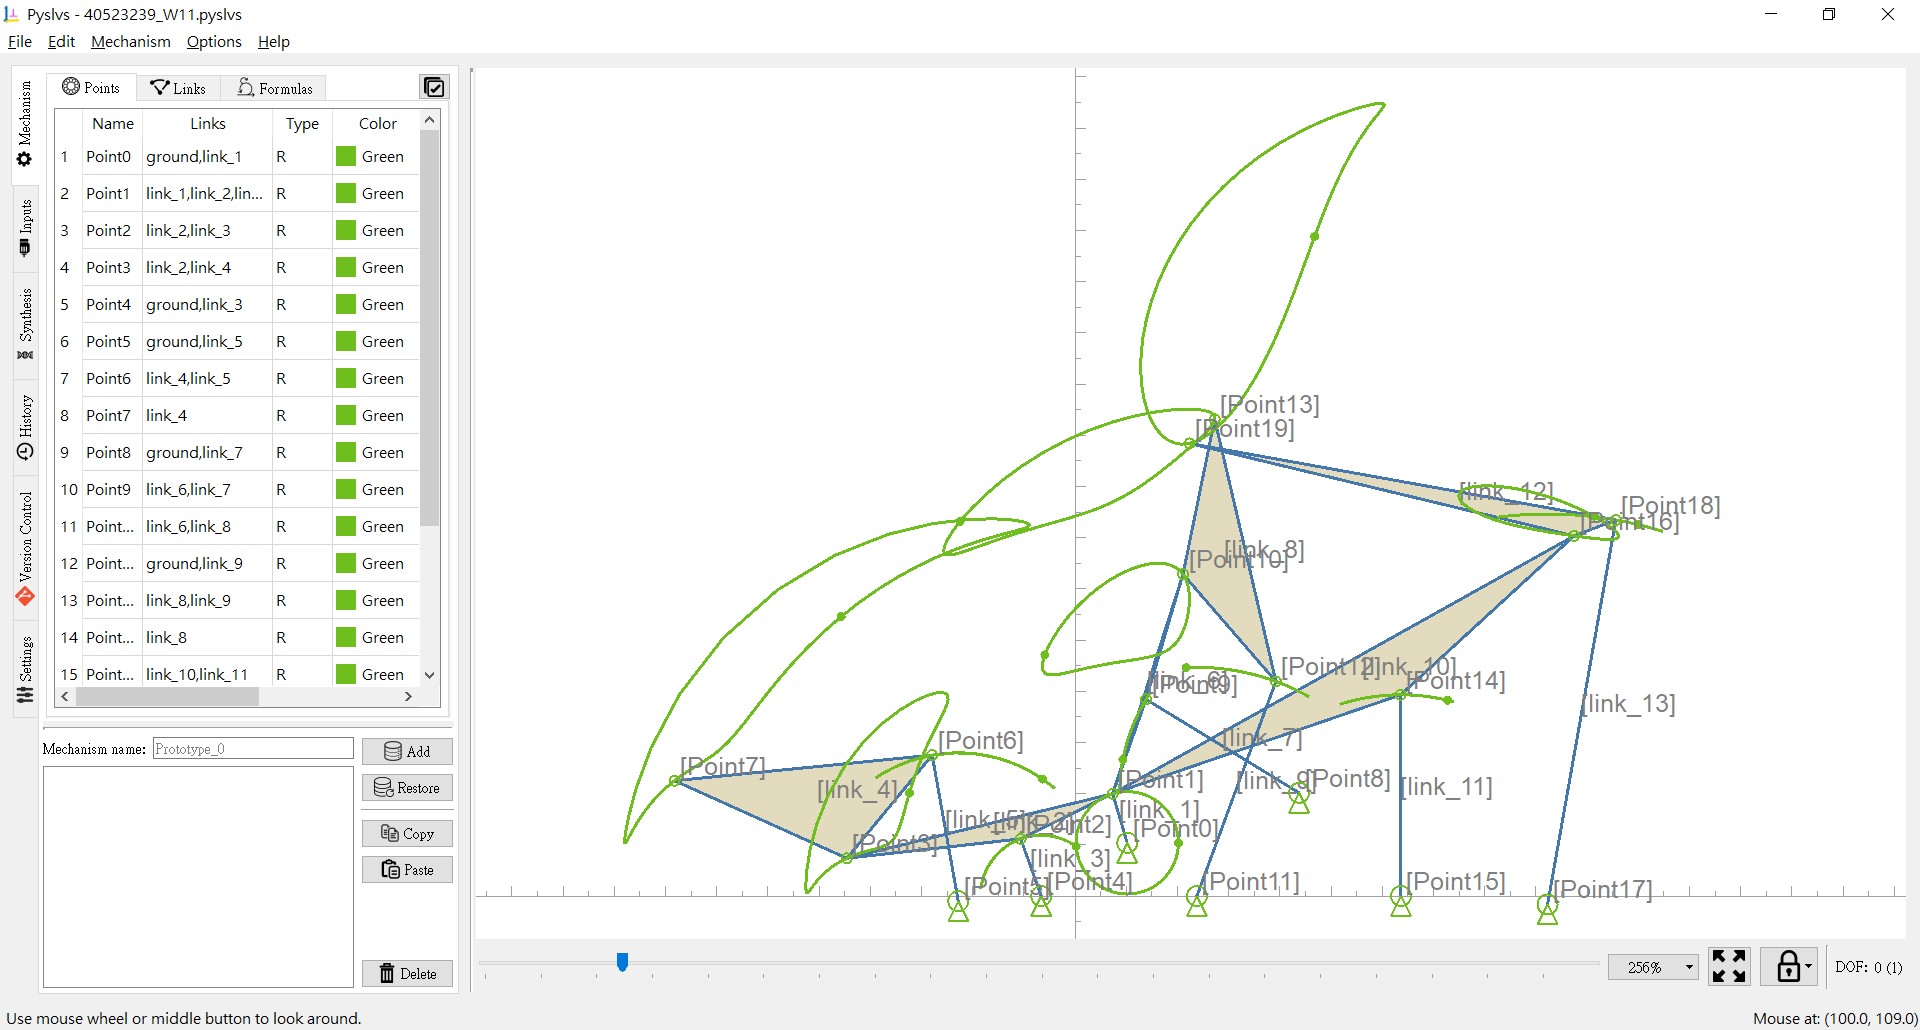 Pyslvs - 40523239_W11.pyslvs
File Edit Mechanism Options Help
Mechanism
Inputs
Synthesis
History
Version Control
Settings
Points Links Formulas
Name Links Type Color
1 Point0 ground,link_1 R Green
2 Point1 link_1,link_2,lin... R Green
3 Point2 link_2,link_3 R Green
4 Point3 link_2,link_4 R Green
5 Point4 ground,link_3 R Green
6 Point5 ground,link_5 R Green
7 Point6 link_4,link_5 R Green
8 Point7 link_4 R Green
9 Point8 ground,link_7 R Green
10 Point9 link_6,link_7 R Green
11 Point... link_6,link_8 R Green
12 Point... ground,link_9 R Green
13 Point... link_8,link_9 R Green
14 Point... link_8 R Green
15 Point... link_10,link_11 R Green
Mechanism name: Prototype_0
Add
Restore
Copy
Paste
Delete
[Point13]
[Point19]
[link_12]
[Point18]
[Point16]
[link_8]
[Point10]
[Point12]
[link_10]
[link_6]
[Point9]
[Point14]
[link_13]
[Point6]
[link_7]
[Point7]
[Point1]
[link_9]
[Point8]
[link_4]
[link_11]
[link_1]
[link_5]
[link_2]
[Point2]
[Point0]
[Point3]
[link_3]
[Point5]
[Point4]
[Point11]
[Point15]
[Point17]
256%
DOF: 0 (1)
Use mouse wheel or middle button to look around.
Mouse at: (100.0, 109.0)